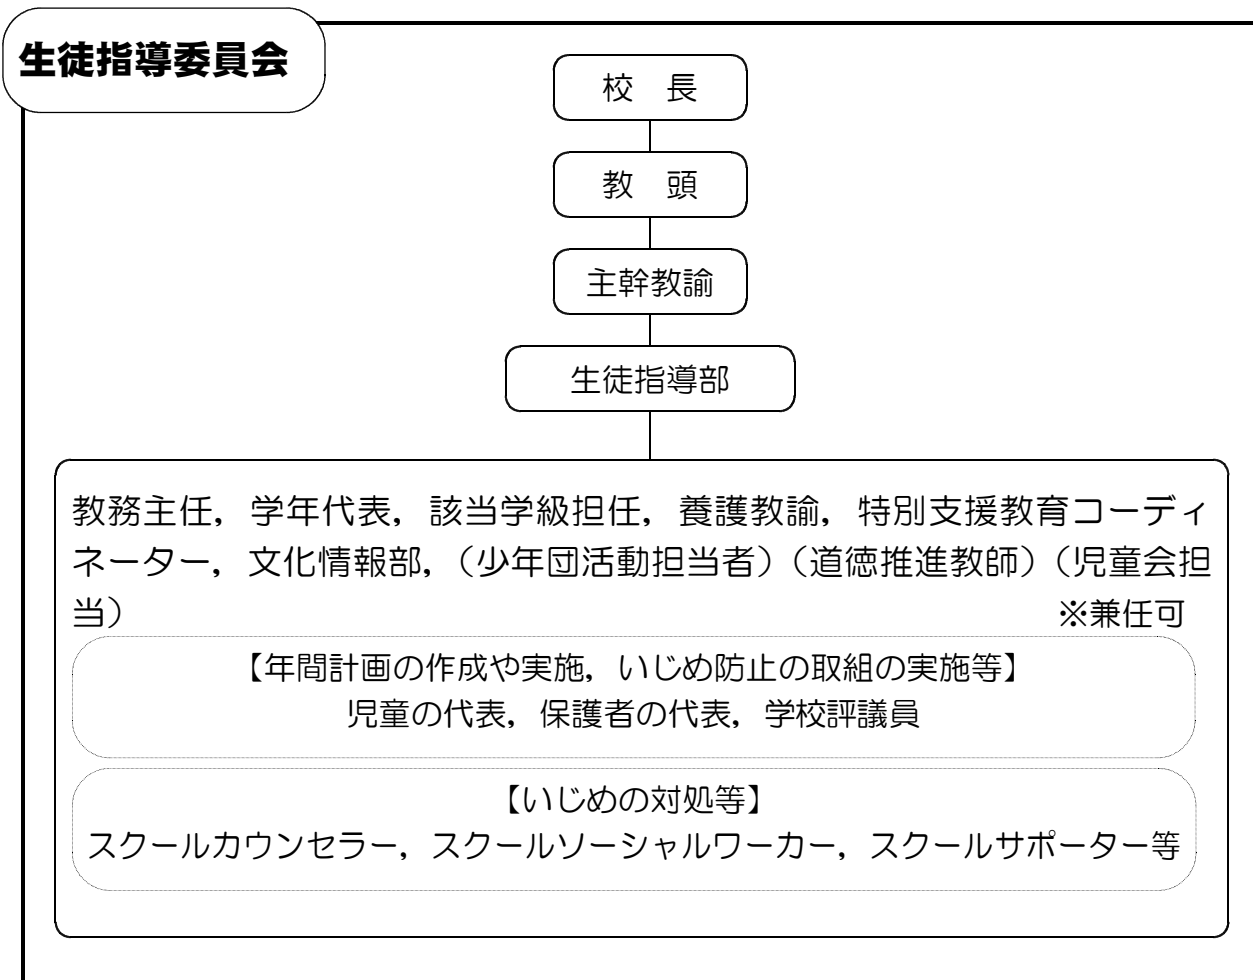 生徒指導委員会
校　長
教　頭
主幹教諭
生徒指導部
教務主任，学年代表，該当学級担任，養護教諭，特別支援教育コーディ
ネーター，文化情報部，（少年団活動担当者）（道徳推進教師）（児童会担
当）　※兼任可
【年間計画の作成や実施，いじめ防止の取組の実施等】
児童の代表，保護者の代表，学校評議員
【いじめの対処等】
スクールカウンセラー，スクールソーシャルワーカー，スクールサポーター等